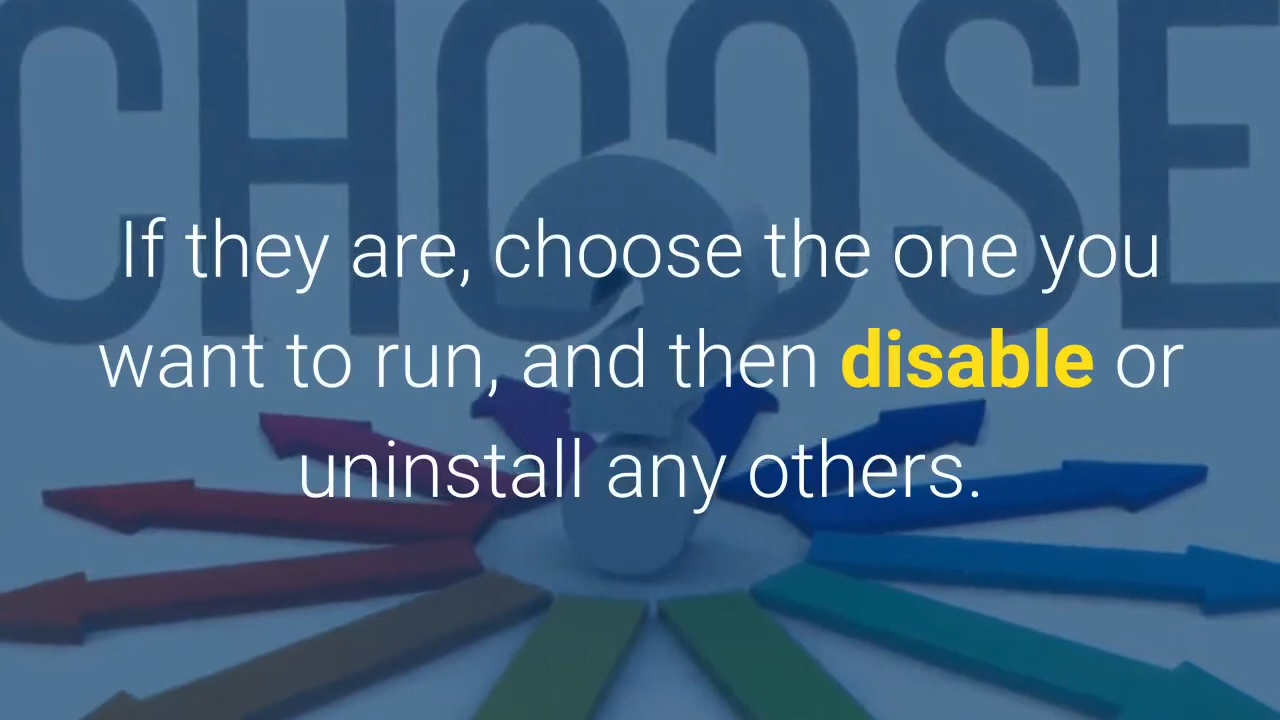 CHOOSE
If they are, choose the one you
want to run, and then disable or
uninstall any others.